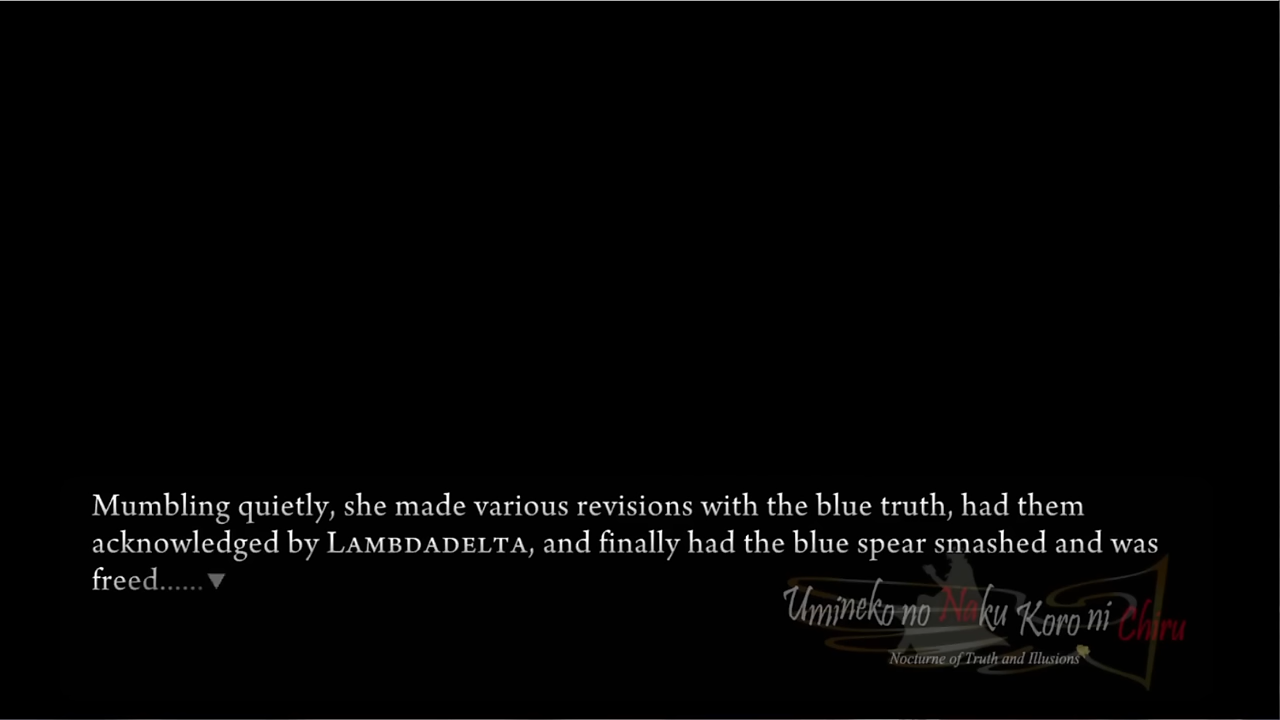 Mumbling quietly, she made various revisions with the blue truth, had them
acknowledged by LAMBDADELTA, and finally had the blue spear smashed and was
freed......▼
Umineko no Naku Koro ni Chiru
Nocturne of Truth and Illusions